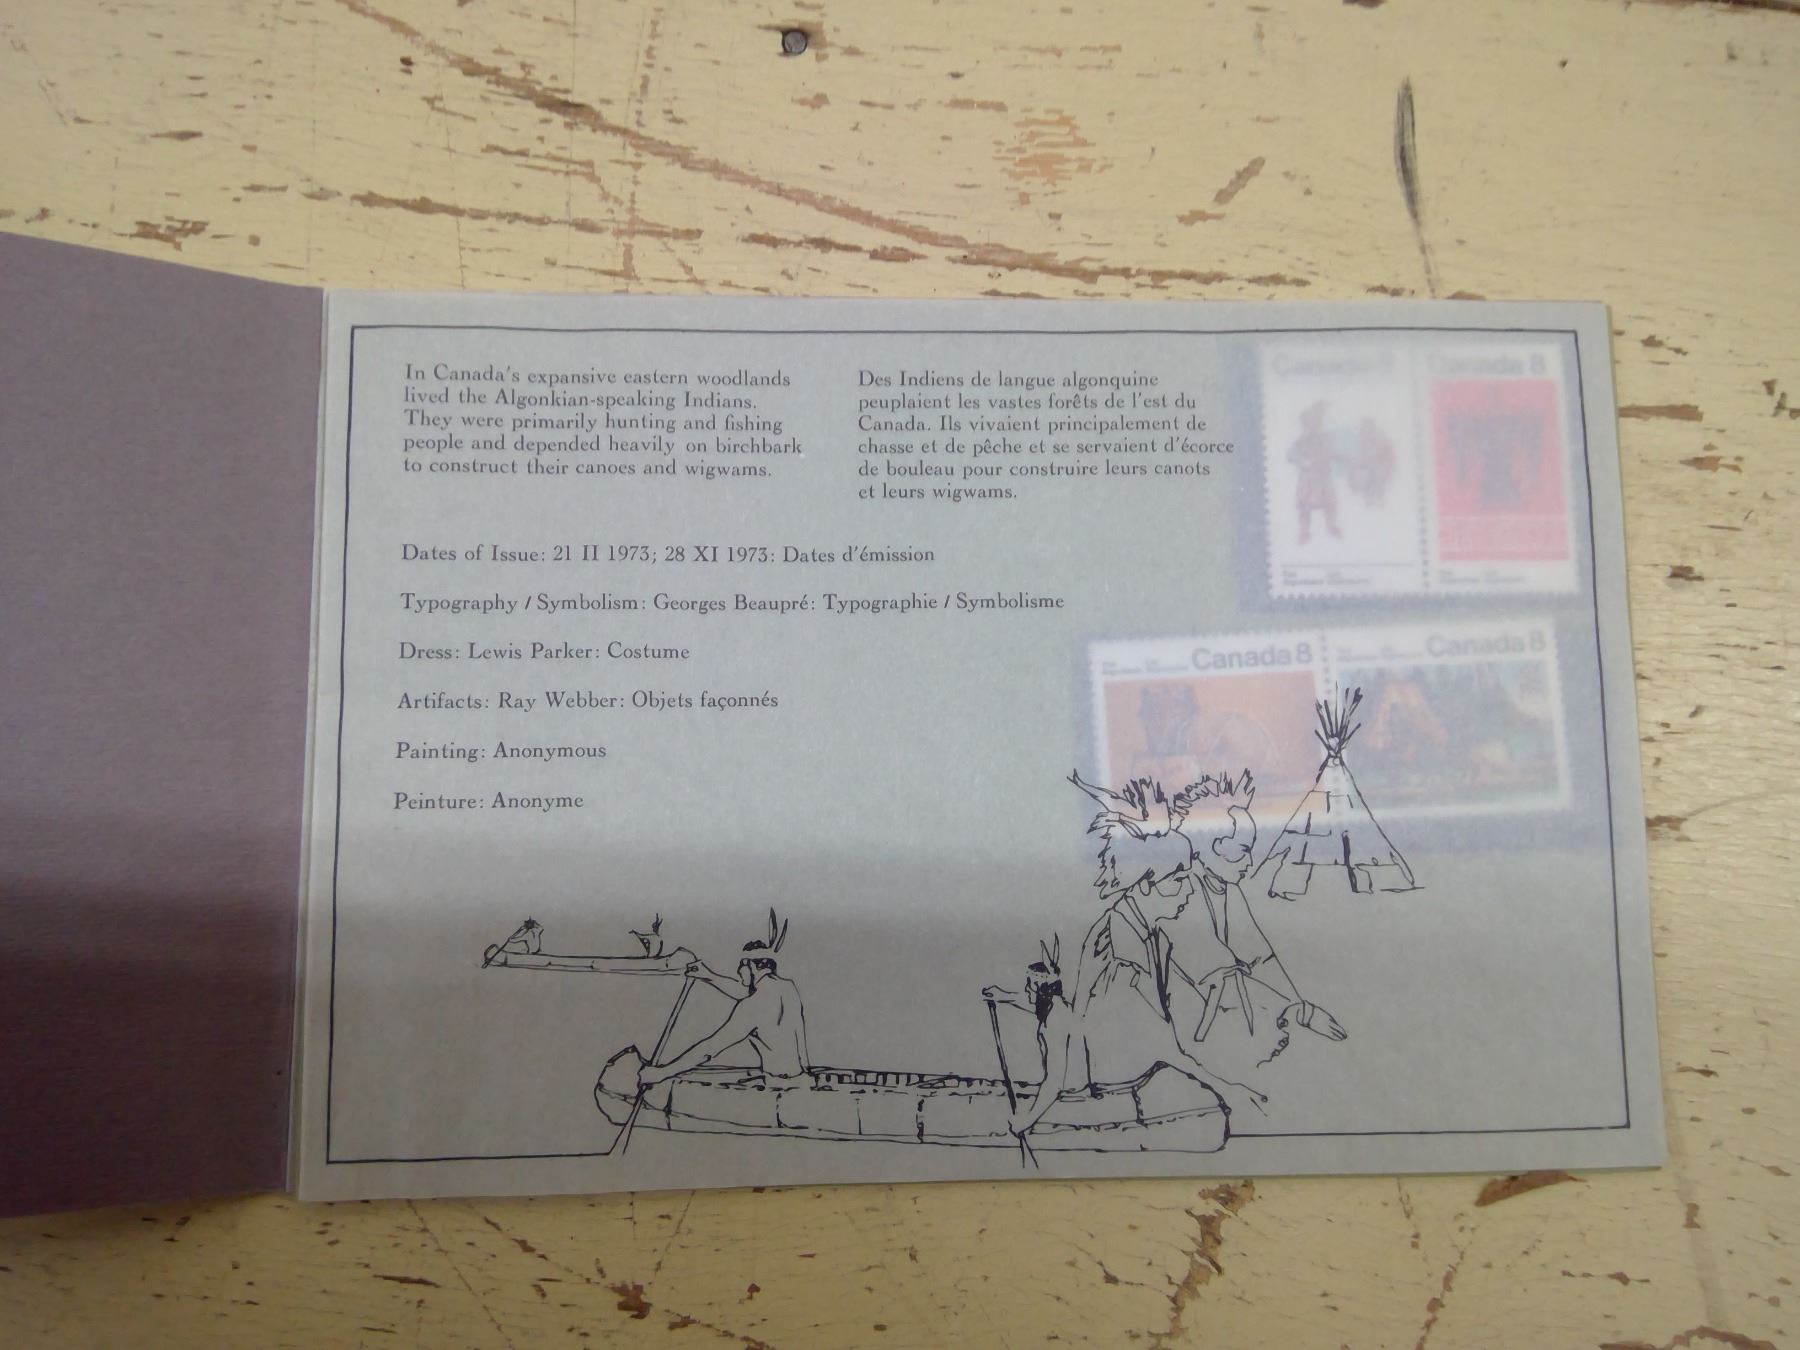 In Canada's expansive eastern woodlands
lived the Algonkian-speaking Indians.
They were primarily hunting and fishing
people and depended heavily on birchbark
to construct their canoes and wigwams.
Des Indiens de langue algonquine
peuplaient les vastes forêts de l'est du
Canada. Ils vivaient principalement de
chasse et de pêche et se servaient d'écorce
de bouleau pour construire leurs canots
et leurs wigwams.
Dates of Issue: 21 II 1973; 28 XI 1973: Dates d'émission
Typography / Symbolism: Georges Beaupré: Typographie / Symbolisme
Dress: Lewis Parker: Costume
Artifacts: Ray Webber: Objets façonnés
Painting: Anonymous
Peinture: Anonyme
Canada 8
Canada 8
Canada 8
Canada 8